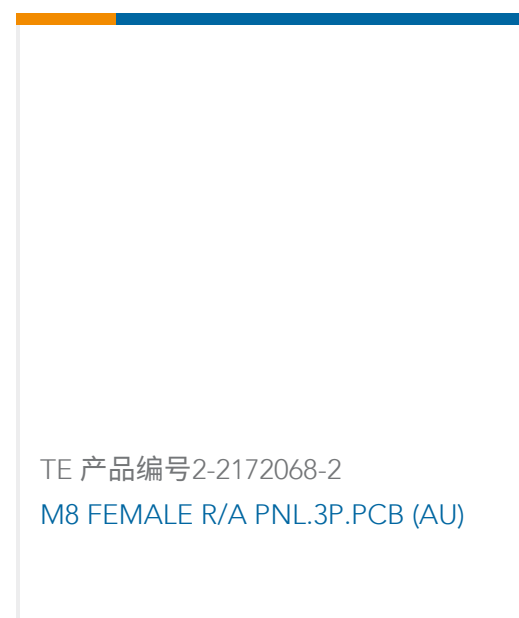 TE 产品编号2-2172068-2
M8 FEMALE R/A PNL.3P.PCB (AU)